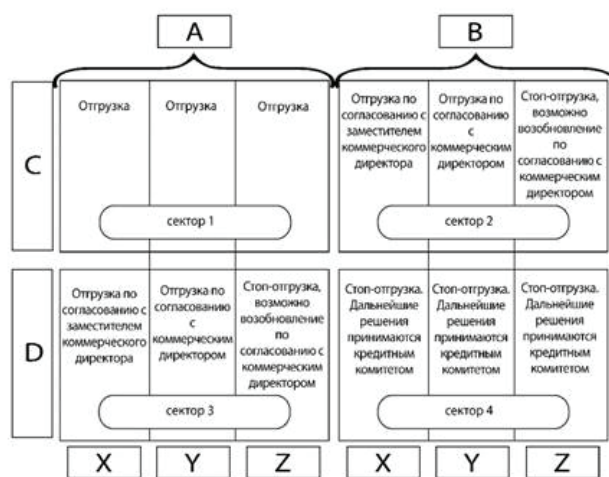 A
B
C
Отгрузка
Отгрузка
Отгрузка
сектор 1
Отгрузка по
согласованию с
заместителем
коммерческого
директора
Отгрузка по
согласованию
с
коммерческим
директором
Стоп-отгрузка,
возможно
возобновление
по
согласованию с
коммерческим
директором
сектор 2
D
Отгрузка по
согласованию с
заместителем
коммерческого
директора
Отгрузка по
согласованию
с
коммерческим
директором
Стоп-отгрузка,
возможно
возобновление
по
согласованию с
коммерческим
директором
сектор 3
Стоп-отгрузка.
Дальнейшие
решения
принимаются
кредитным
комитетом
Стоп-отгрузка.
Дальнейшие
решения
принимаются
кредитным
комитетом
Стоп-отгрузка.
Дальнейшие
решения
принимаются
кредитным
комитетом
сектор 4
X
Y
Z
X
Y
Z